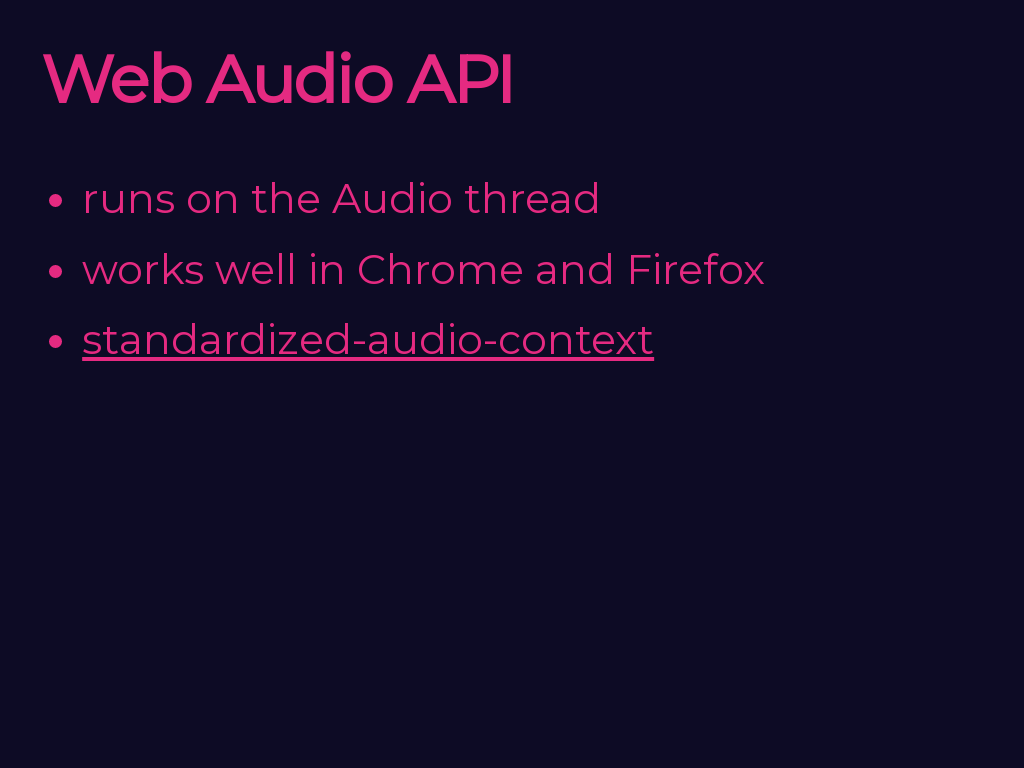 Web Audio API
• runs on the Audio thread
• works well in Chrome and Firefox
• standardized-audio-context